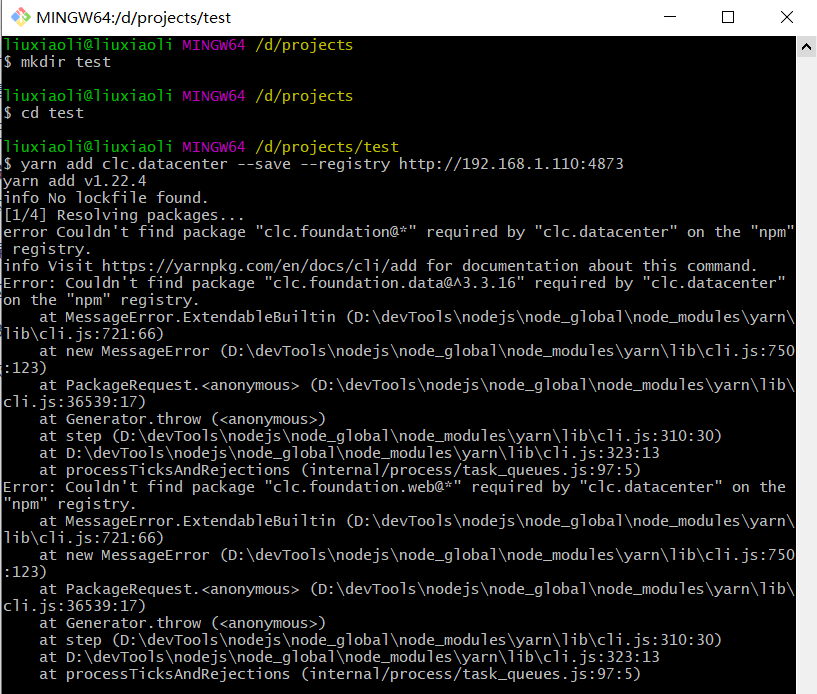 MINGW64:/d/projects/test
liuxiaoli@liuxiaoli MINGW64 /d/projects
$ mkdir test
liuxiaoli@liuxiaoli MINGW64 /d/projects
$ cd test
liuxiaoli@liuxiaoli MINGW64 /d/projects/test
$ yarn add clc.datacenter --save --registry http://192.168.1.110:4873
yarn add v1.22.4
info No lockfile found.
[1/4] Resolving packages...
error Couldn't find package "clc.foundation@*" required by "clc.datacenter" on the "npm"
 registry.
info Visit https://yarnpkg.com/en/docs/cli/add for documentation about this command.
Error: Couldn't find package "clc.foundation.data@^3.3.16" required by "clc.datacenter"
on the "npm" registry.
    at MessageError.ExtendableBuiltin (D:\devTools\nodejs\node_global\node_modules\yarn\
lib\cli.js:721:66)
    at new MessageError (D:\devTools\nodejs\node_global\node_modules\yarn\lib\cli.js:750
:123)
    at PackageRequest.<anonymous> (D:\devTools\nodejs\node_global\node_modules\yarn\lib\
cli.js:36539:17)
    at Generator.throw (<anonymous>)
    at step (D:\devTools\nodejs\node_global\node_modules\yarn\lib\cli.js:310:30)
    at D:\devTools\nodejs\node_global\node_modules\yarn\lib\cli.js:323:13
    at processTicksAndRejections (internal/process/task_queues.js:97:5)
Error: Couldn't find package "clc.foundation.web@*" required by "clc.datacenter" on the
"npm" registry.
    at MessageError.ExtendableBuiltin (D:\devTools\nodejs\node_global\node_modules\yarn\
lib\cli.js:721:66)
    at new MessageError (D:\devTools\nodejs\node_global\node_modules\yarn\lib\cli.js:750
:123)
    at PackageRequest.<anonymous> (D:\devTools\nodejs\node_global\node_modules\yarn\lib\
cli.js:36539:17)
    at Generator.throw (<anonymous>)
    at step (D:\devTools\nodejs\node_global\node_modules\yarn\lib\cli.js:310:30)
    at D:\devTools\nodejs\node_global\node_modules\yarn\lib\cli.js:323:13
    at processTicksAndRejections (internal/process/task_queues.js:97:5)